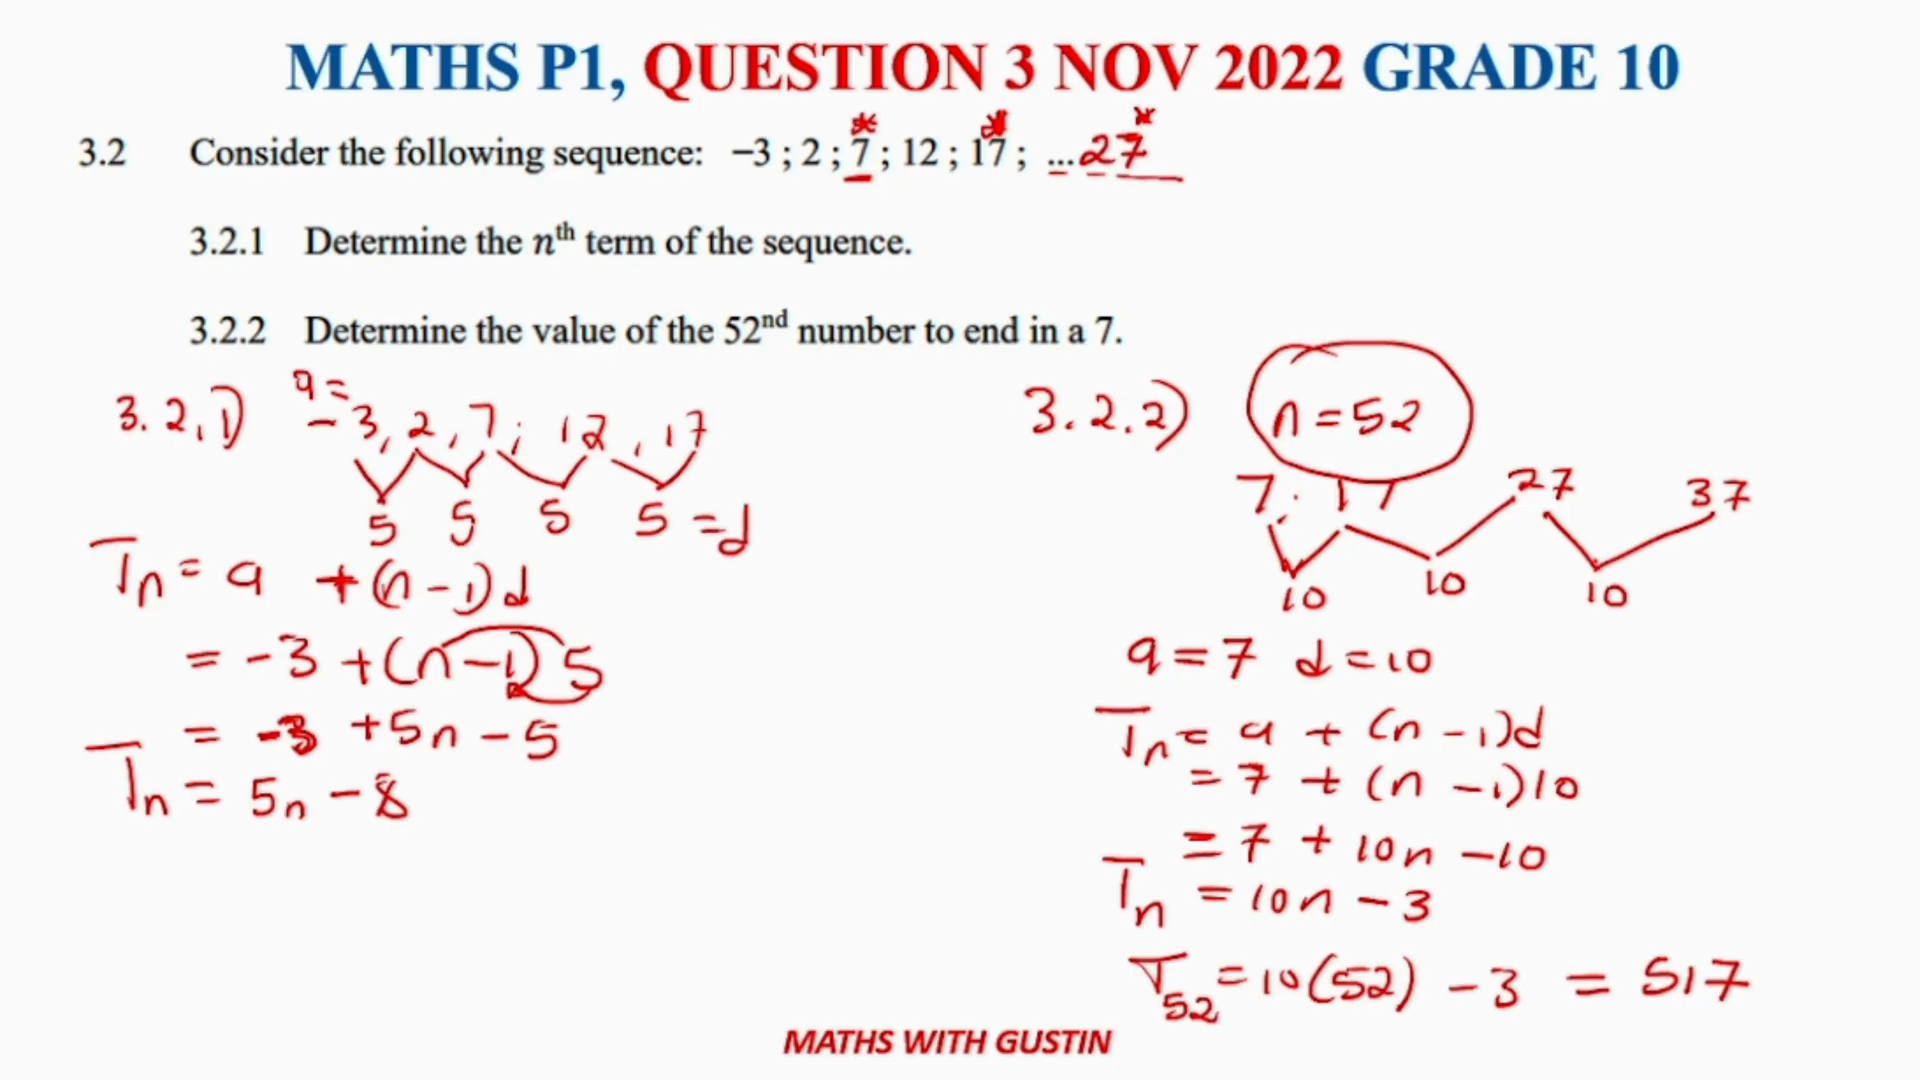 MATHS P1, QUESTION 3 NOV 2022 GRADE 10
3.2 Consider the following sequence: −3 ; 2 ; 7 ; 12 ; 17 ; ... 27
3.2.1 Determine the nth term of the sequence.
3.2.2 Determine the value of the 52nd number to end in a 7.
3.2.1) a =
-3, 2, 7; 12, 17
5 5 5 5 = d
Tn = a + (n - 1)d
= -3 + (n - 1)5
= -3 + 5n - 5
Tn = 5n - 8
3.2.2) n = 52
7; 17 27 37
10 10 10
a = 7 d = 10
Tn = a + (n - 1)d
= 7 + (n - 1)10
= 7 + 10n - 10
Tn = 10n - 3
T52 = 10(52) - 3 = 517
MATHS WITH GUSTIN